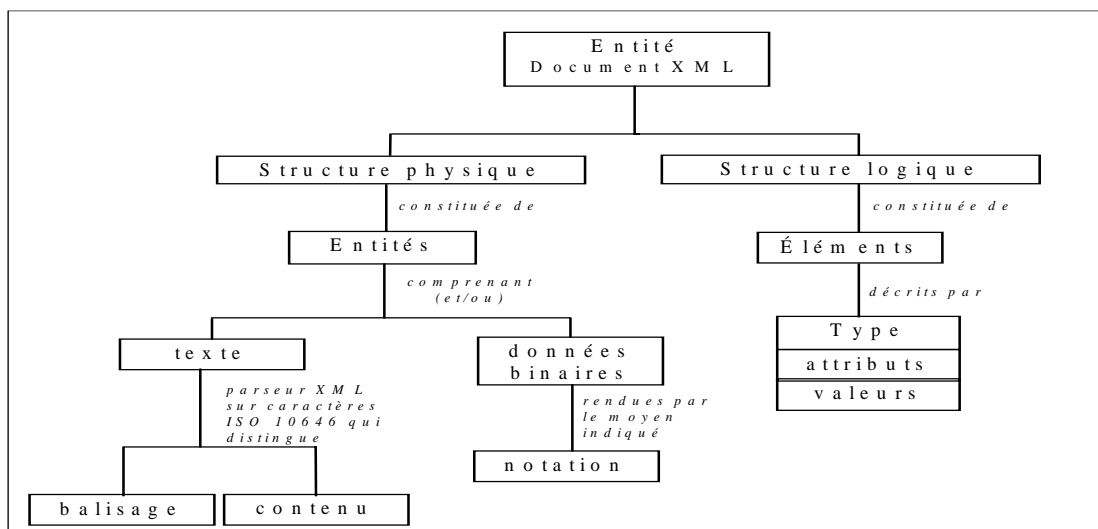 Entité
Document XML
Structure physique
Structure logique
constituée de
constituée de
Entités
Éléments
comprenant
(et/ou)
décrits par
texte
données
binaires
Type
attributs
valeurs
parseur XML
sur caractères
ISO 10646 qui
distingue
rendues par
le moyen
indiqué
notation
balisage
contenu